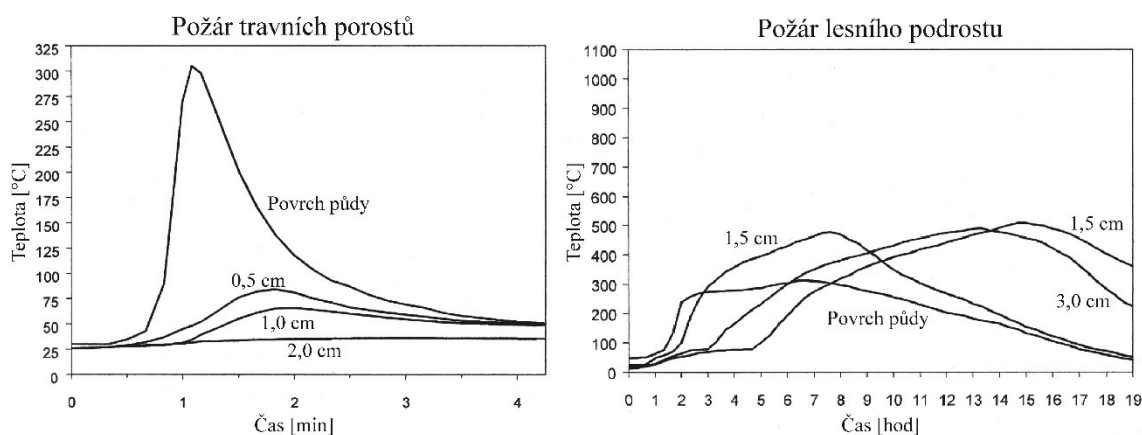 Požár travních porostů
325
300
275
250
225
200
175
150
125
100
75
50
25
0
Teplota [°C]
Povrch půdy
0,5 cm
1,0 cm
2,0 cm
0 1 2 3 4
Čas [min]
Požár lesního podrostu
1100
1000
900
800
700
600
500
400
300
200
100
0
Teplota [°C]
1,5 cm
1,5 cm
3,0 cm
Povrch půdy
0 1 2 3 4 5 6 7 8 9 10 11 12 13 14 15 16 17 18 19
Čas [hod]